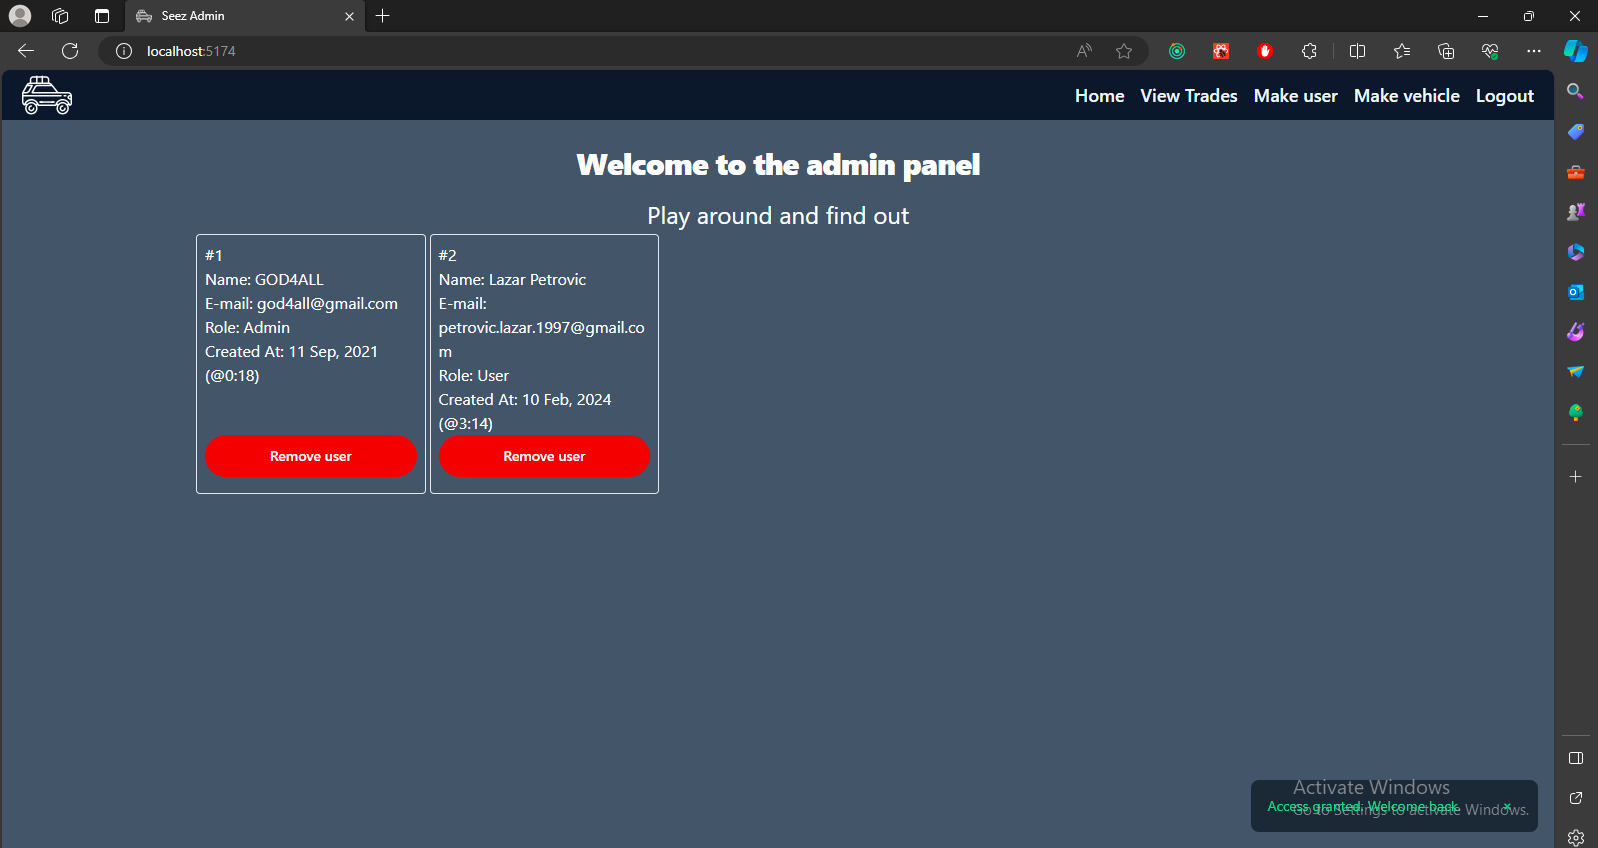 Seez Admin
localhost:5174
Home View Trades Make user Make vehicle Logout
Welcome to the admin panel
Play around and find out
#1
Name: GOD4ALL
E-mail: god4all@gmail.com
Role: Admin
Created At: 11 Sep, 2021
(@0:18)
Remove user
#2
Name: Lazar Petrovic
E-mail:
petrovic.lazar.1997@gmail.co
m
Role: User
Created At: 10 Feb, 2024
(@3:14)
Remove user
Activate Windows
Access granted. Welcome back.
Go to Settings to activate Windows.